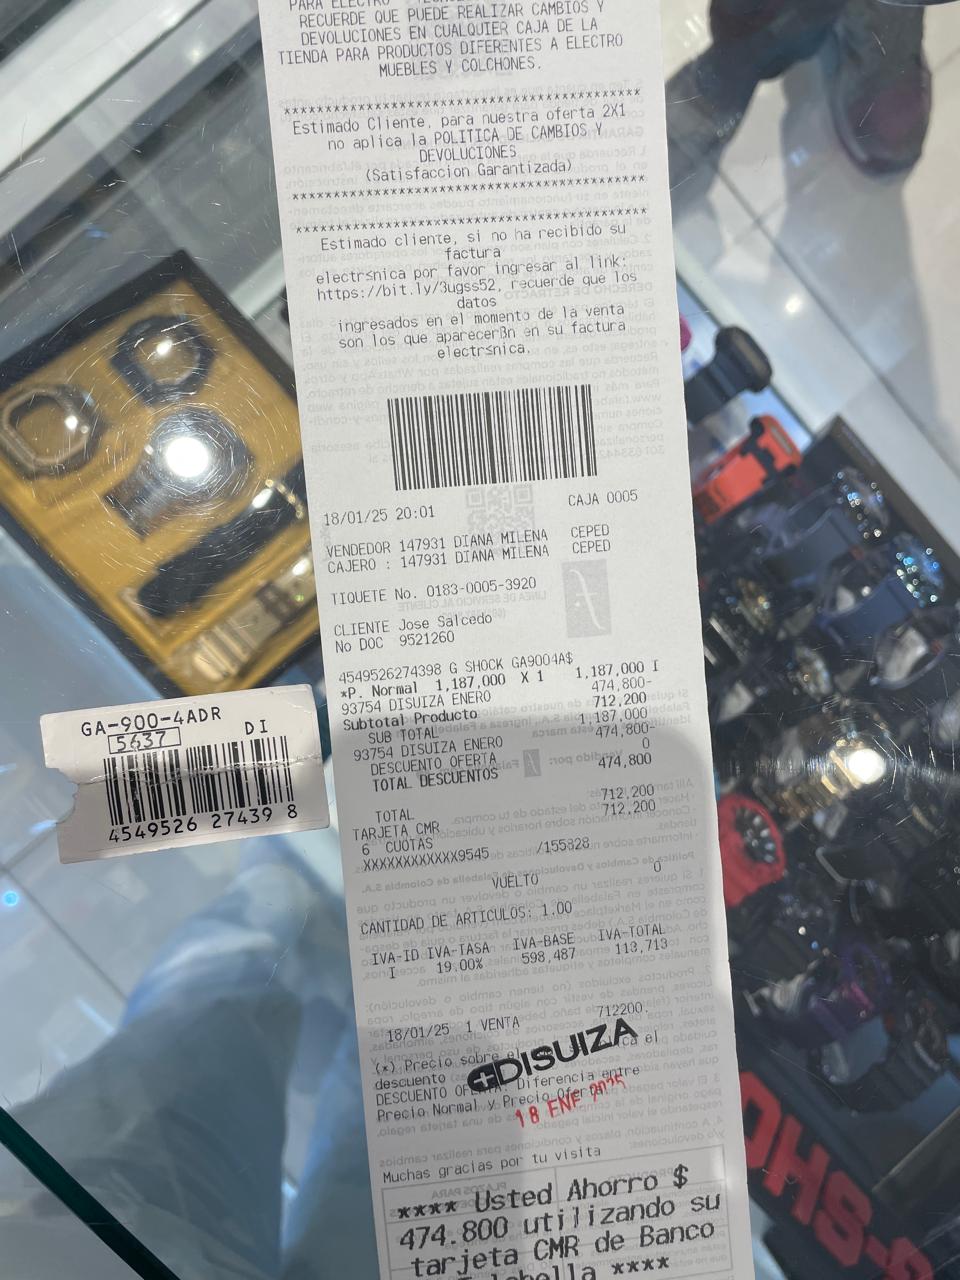 RECUERDE QUE PUEDE REALIZAR CAMBIOS Y
DEVOLUCIONES EN CUALQUIER CAJA DE LA
TIENDA PARA PRODUCTOS DIFERENTES A ELECTRO
MUEBLES Y COLCHONES.
Estimado Cliente, para nuestra oferta 2X1
no aplica la POLITICA DE CAMBIOS Y
DEVOLUCIONES
(Satisfaccion Garantizada)
Estimado cliente, si no ha recibido su
factura
electr≤nica por favor ingresar al link:
https://bit.ly/3ugss52, recuerde que los
datos
ingresados en el momento de la venta
son los que aparecerßn en su factura
electr≤nica.
18/01/25 20:01 CAJA 0005
VENDEDOR 147931 DIANA MILENA CEPED
CAJERO : 147931 DIANA MILENA CEPED
TIQUETE No. 0183-0005-3920
CLIENTE Jose Salcedo
No DOC 9521260
4549526274398 G SHOCK GA9004A$ 1,187,000 I
*P. Normal 1,187,000 X 1 474,800-
93754 DISUIZA ENERO 712,200
Subtotal Producto 1,187,000
SUB TOTAL 474,800-
93754 DISUIZA ENERO 0
DESCUENTO OFERTA 474,800
TOTAL DESCUENTOS
TOTAL 712,200
TARJETA CMR 712,200
6 CUOTAS
XXXXXXXXXXXX9545 /155828
VUELTO 0
CANTIDAD DE ARTICULOS: 1.00
IVA-ID IVA-TASA IVA-BASE IVA-TOTAL
I 19.00% 598,487 113,713
18/01/25 1 VENTA 712200.
(*) Precio sobre el
descuento
DESCUENTO Diferencia entre
Precio Normal y Precio
DISUIZA
18 ENE 2025
Muchas gracias por tu visita
**** Usted Ahorro $
474.800 utilizando su
tarjeta CMR de Banco
GA-900-4ADR
5637 DI
4549526 27439 8